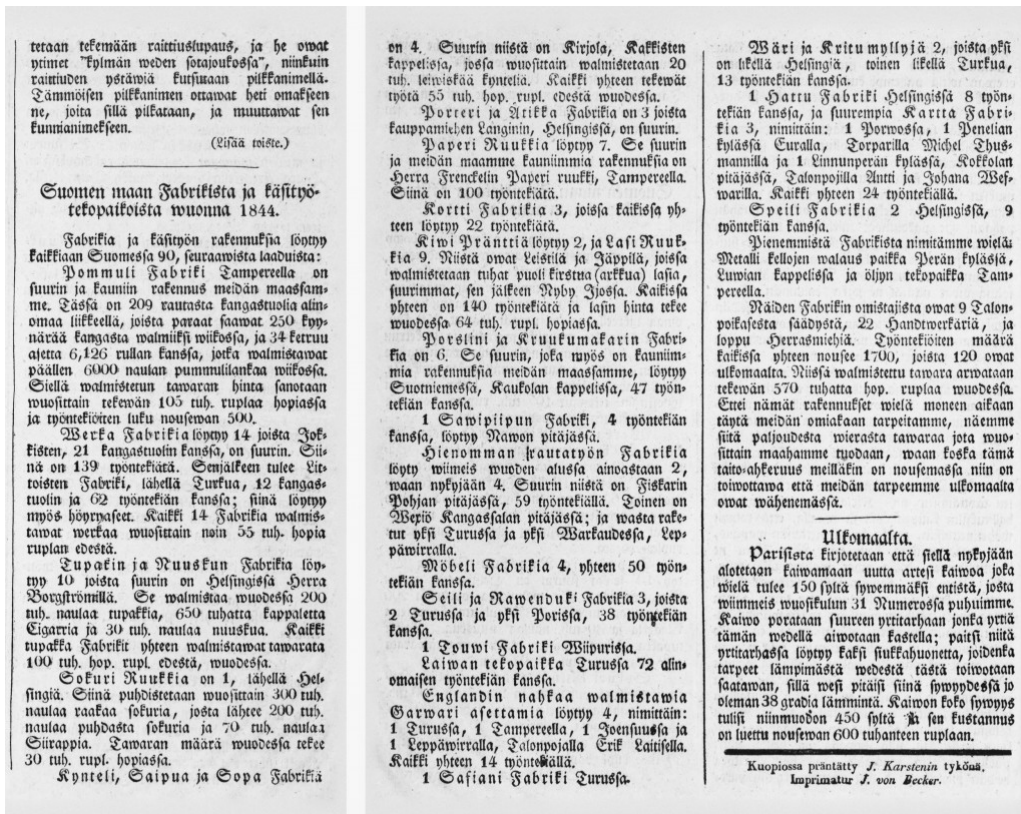 tetaan tekemään raittiuslupaus, ja he owat
ytimet "kylmän weden sotajoukossa", niinkuin
raittiuden ystäwiä kutsutaan pilkkanimellä.
Tämmöisen pilkkanimen ottawat heti omakseen
ne, joita sillä pilkataan, ja muuttawat sen
kunnianimekseen.
(Lisää toiste.)
Suomen maan Fabrikista ja käsityö-
tekopaikoista wuonna 1844.
Fabrikia ja käsityön rakennuksia löytyy
kaikkiaan Suomessa 90, seuraawista laaduista:
Pommuli Fabriki Tampereella on
suurin ja kauniin rakennus meidän maassam-
me. Tässä on 209 rautasta kangastuolia alin-
omaa liikkeellä, joista paraat saawat 250 kyy-
närää kangasta walmiiksi wiikossa, ja 34 ketruu
ajetta 6,126 rullan kanssa, jotka walmistawat
päällen 6000 naulan pummulilankaa wiikossa.
Siellä walmistetun tawaran hinta sanotaan
wuosittain tekewän 105 tuh. ruplaa hopiassa
ja työntekiöitten luku nousewan 500.
Werka Fabrikia löytyy 14 joista Jok-
kisten, 21 kangastuolin kanssa, on suurin. Sii-
nä on 139 työntekiätä. Senjälkeen tulee Lit-
toisten Fabriki, lähellä Turkua, 12 kangas-
tuolin ja 62 työntekiän kanssa; siinä löytyy
myös höyryaseet. Kaikki 14 Fabrikia walmis-
tawat werkaa wuosittain noin 55 tuh. hopia
ruplan edestä.
Tupakin ja Nuuskun Fabrikia löy-
tyy 10 joista suurin on Helsingissä Herra
Borgströmillä. Se walmistaa wuodessa 200
tuh. naulaa tupakkia, 650 tuhatta kappaletta
Cigarria ja 30 tuh. naulaa nuuskua. Kaikki
tupakka Fabrikit yhteen walmistawat tawarata
100 tuh. hop. rupl. edestä, wuodessa.
Sokuri Ruukkia on 1, lähellä Hel-
singiä. Siinä puhdistetaan wuosittain 300 tuh.
naulaa raakaa sokuria, josta lähtee 200 tuh.
naulaa puhdasta sokuria ja 70 tuh. naulaa
Siirappia. Tawaran määrä wuodessa tekee
30 tuh. rupl. hopiassa.
Kynteli, Saipua ja Sopa Fabrikia
on 4. Suurin niistä on Kirjola, Kakkisten
kappelissa, jossa wuosittain walmistetaan 20
tuh. leiwiskää kynteliä. Kaikki yhteen tekewät
työtä 55 tuh. hop. rupl. edestä wuodessa.
Porteri ja Ätikka Fabrikia on 3 joista
kauppamiehen Langinin, Helsingissä, on suurin.
Paperi Ruukkia löytyy 7. Se suurin
ja meidän maamme kauniimmia rakennuksia on
Herra Frenckelin Paperi ruukki, Tampereella.
Siinä on 100 työntekiätä.
Kortti Fabrikia 3, joissa kaikissa yh-
teen löytyy 22 työntekiätä.
Kiwi Pränttiä löytyy 2, ja Lasi Ruuk-
kia 9. Niistä owat Leistilä ja Jäppilä, joissa
walmistetaan tuhat puoli kirstua (arkkua) lasia,
suurimmat, sen jälkeen Nyby Ijossa. Kaikissa
yhteen on 140 työntekiätä ja lasin hinta tekee
wuodessa 64 tuh. rupl. hopiassa.
Porslini ja Kruukumakarin Fabri-
kia on 6. Se suurin, joka myös on kauniim-
mia rakennuksia meidän maassamme, löytyy
Suotniemessä, Kaukolan kappelissa, 47 työn-
tekiän kanssa.
1 Sawipiipun Fabriki, 4 työntekiän
kanssa, löytyy Nawon pitäjässä.
Hienomman rautatyön Fabrikia
löyty wiimeis wuoden alussa ainoastaan 2,
waan nykyjään 4. Suurin niistä on Fiskarin
Pohjan pitäjässä, 59 työntekiällä. Toinen on
Wexiö Kangassalan pitäjässä; ja wasta rake-
tut yksi Turussa ja yksi Warkaudessa, Lep-
päwirralla.
Möbeli Fabrikia 4, yhteen 50 työn-
tekiän kanssa.
Seili ja Rawenduki Fabrikia 3, joista
2 Turussa ja yksi Porissa, 38 työntekiän
kanssa.
1 Touwi Fabriki Wiipurissa.
Laiwan tekopaikka Turussa 72 alin-
omaisen työntekiän kanssa.
Englandin nahkaa walmistawia
Garwari asettamia löytyy 4, nimittäin:
1 Turussa, 1 Tampereella, 1 Joensuussa ja
1 Leppäwirralla, Talonpojalla Erik Laitisella.
Kaikki yhteen 14 työntekiällä.
1 Safiani Fabriki Turussa.
Wäri ja Kritumyllyjä 2, joista yksi
on likellä Helsingiä, toinen likellä Turkua,
13 työntekiän kanssa.
1 Hattu Fabriki Helsingissä 8 työn-
tekiän kanssa, ja suurempia Kartta Fabri-
kia 3, nimittäin: 1 Porwossa, 1 Penelian
kylässä Euralla, Torparilla Michel Thus-
mannilla ja 1 Linnunperän kylässä, Kokkolan
pitäjässä, Talonpojilla Antti ja Johana Wef-
warilla. Kaikki yhteen 24 työntekiällä.
Speili Fabrikia 2 Helsingissä, 9
työntekiän kanssa.
Pienemmistä Fabrikista nimitämme wielä:
Metalli kellojen walaus paikka Perän kylässä,
Luwian kappelissa ja öljyn tekopaikka Tam-
pereella.
Näiden Fabrikin omistajista owat 9 Talon-
poikasesta säädystä, 22 Handtwerkäriä, ja
loppu Herrasmiehiä. Työntekiöiten määrä
kaikissa yhteen nousee 1700, joista 120 owat
ulkomaalta. Niissä walmistettu tawara arwataan
tekewän 570 tuhatta hop. ruplaa wuodessa.
Ettei nämät rakennukset wielä moneen aikaan
täytä meidän omiakaan tarpeitamme, näemme
siitä paljoudesta wierasta tawaraa jota wuo-
sittain maahamme tuodaan, waan koska tämä
taito-ahkeruus meilläkin on nousemassa niin on
toiwottawa että meidän tarpeemme ulkomaalta
owat wähenemässä.
Ulkomaalta.
Parisista kirjotetaan että siellä nykyjään
alotetaan kaiwamaan uutta artesi kaiwoa joka
wielä tulee 150 syltä sywemmäksi entistä, josta
wiimmeis wuosikulun 31 Numerossa puhuimme.
Kaiwo porataan suureen yrtitarhaan jonka yrtiä
tämän wedellä aiwotaan kastella; paitsi niitä
yrtitarhassa löytyy kaksi siukkahuonetta, joidenka
tarpeet lämpimästä wedestä tästä toiwotaan
saatawan, sillä wesi pitäisi siinä sywyydessä jo
oleman 38 gradia lämmintä. Kaiwon koko sywyys
tulisi niinmuodon 450 syltä ja sen kustannus
on luettu nousewan 600 tuhanteen ruplaan.
Kuopiossa präntätty J. Karstenin tykönä.
Imprimatur J. von Becker.